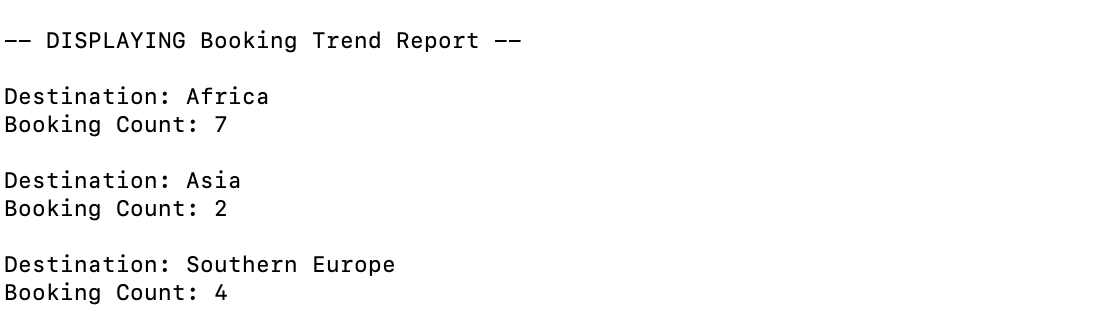 -- DISPLAYING Booking Trend Report --
Destination: Africa
Booking Count: 7
Destination: Asia
Booking Count: 2
Destination: Southern Europe
Booking Count: 4